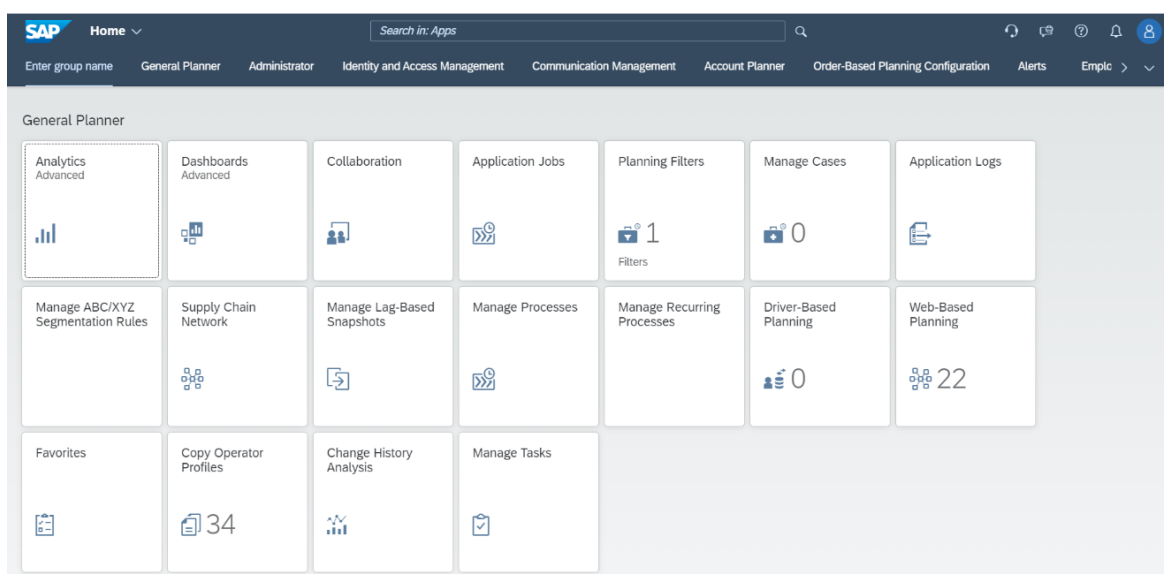 SAP Home
Search in: Apps
Enter group name General Planner Administrator Identity and Access Management Communication Management Account Planner Order-Based Planning Configuration Alerts Emplc
General Planner
Analytics
Advanced
Dashboards
Advanced
Collaboration
Application Jobs
Planning Filters
1
Filters
Manage Cases
0
Application Logs
Manage ABC/XYZ
Segmentation Rules
Supply Chain
Network
Manage Lag-Based
Snapshots
Manage Processes
Manage Recurring
Processes
Driver-Based
Planning
0
Web-Based
Planning
22
Favorites
Copy Operator
Profiles
34
Change History
Analysis
Manage Tasks